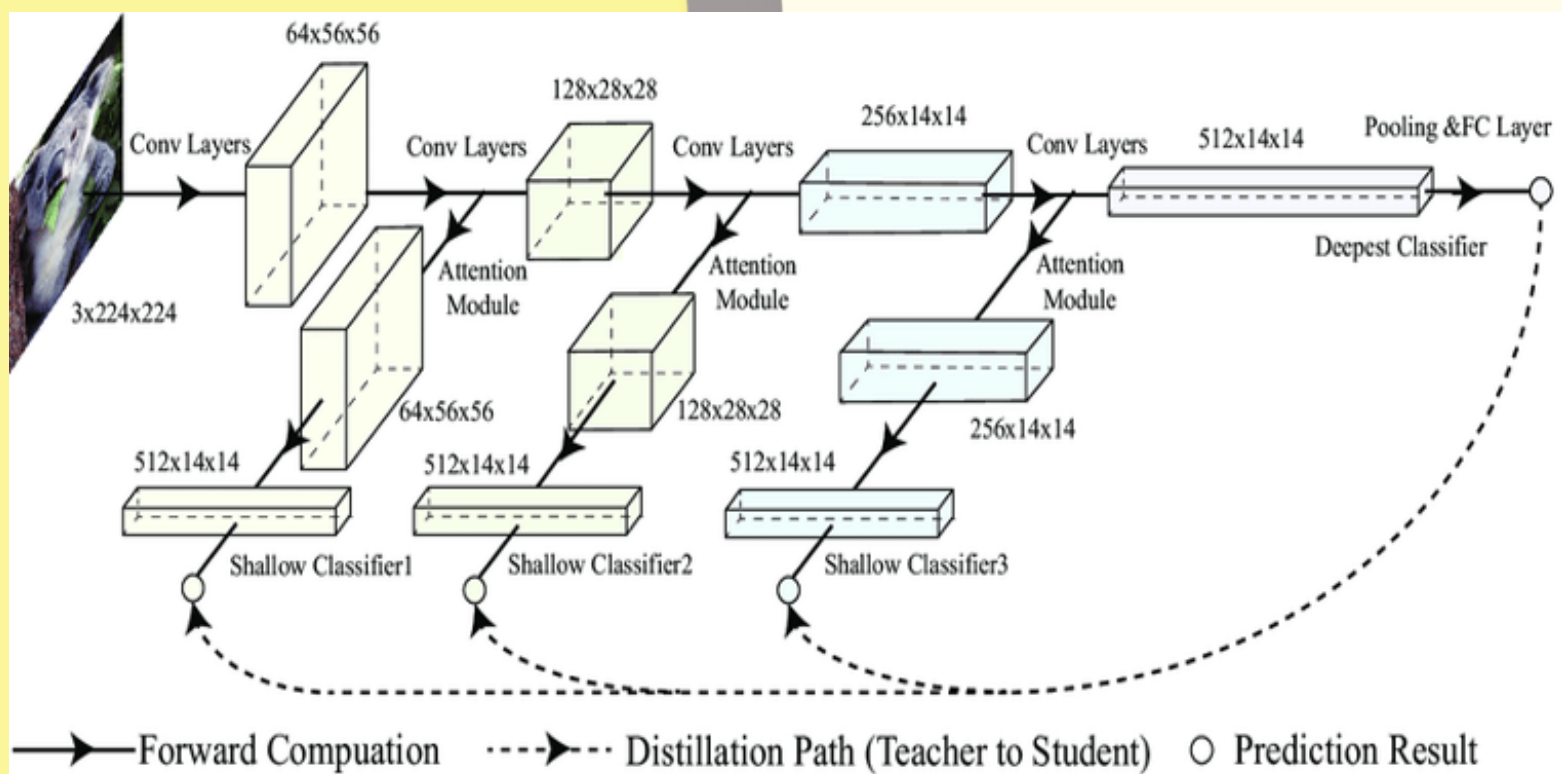 64x56x56
128x28x28
256x14x14
512x14x14
Pooling &FC Layer
Conv Layers
Conv Layers
Conv Layers
Conv Layers
Deepest Classifier
Attention
Module
Attention
Module
Attention
Module
3x224x224
64x56x56
128x28x28
256x14x14
512x14x14
512x14x14
512x14x14
Shallow Classifier1
Shallow Classifier2
Shallow Classifier3
Forward Compuation
Distillation Path (Teacher to Student)
Prediction Result